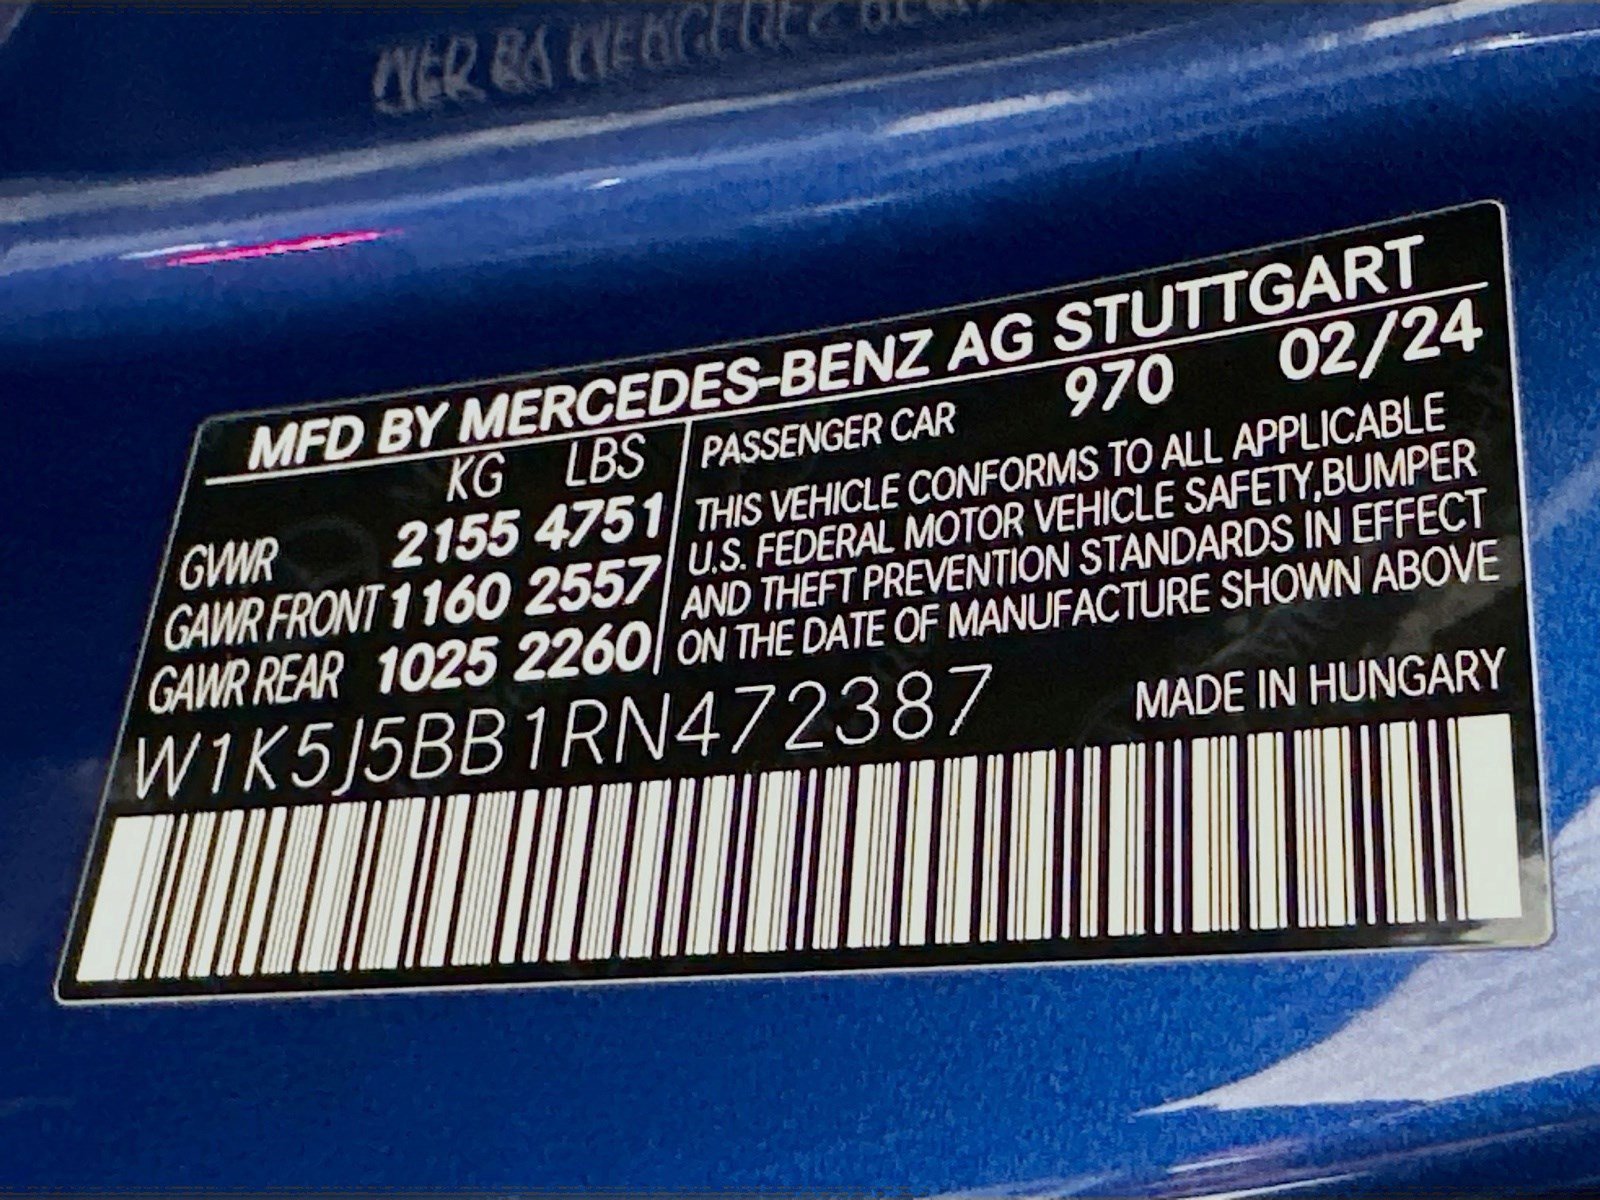 MFD BY MERCEDES-BENZ AG STUTTGART
KG LBS
GVWR 2155 4751
GAWR FRONT 1160 2557
GAWR REAR 1025 2260
PASSENGER CAR 970 02/24
THIS VEHICLE CONFORMS TO ALL APPLICABLE
U.S. FEDERAL MOTOR VEHICLE SAFETY,BUMPER
AND THEFT PREVENTION STANDARDS IN EFFECT
ON THE DATE OF MANUFACTURE SHOWN ABOVE
W1K5J5BB1RN472387
MADE IN HUNGARY